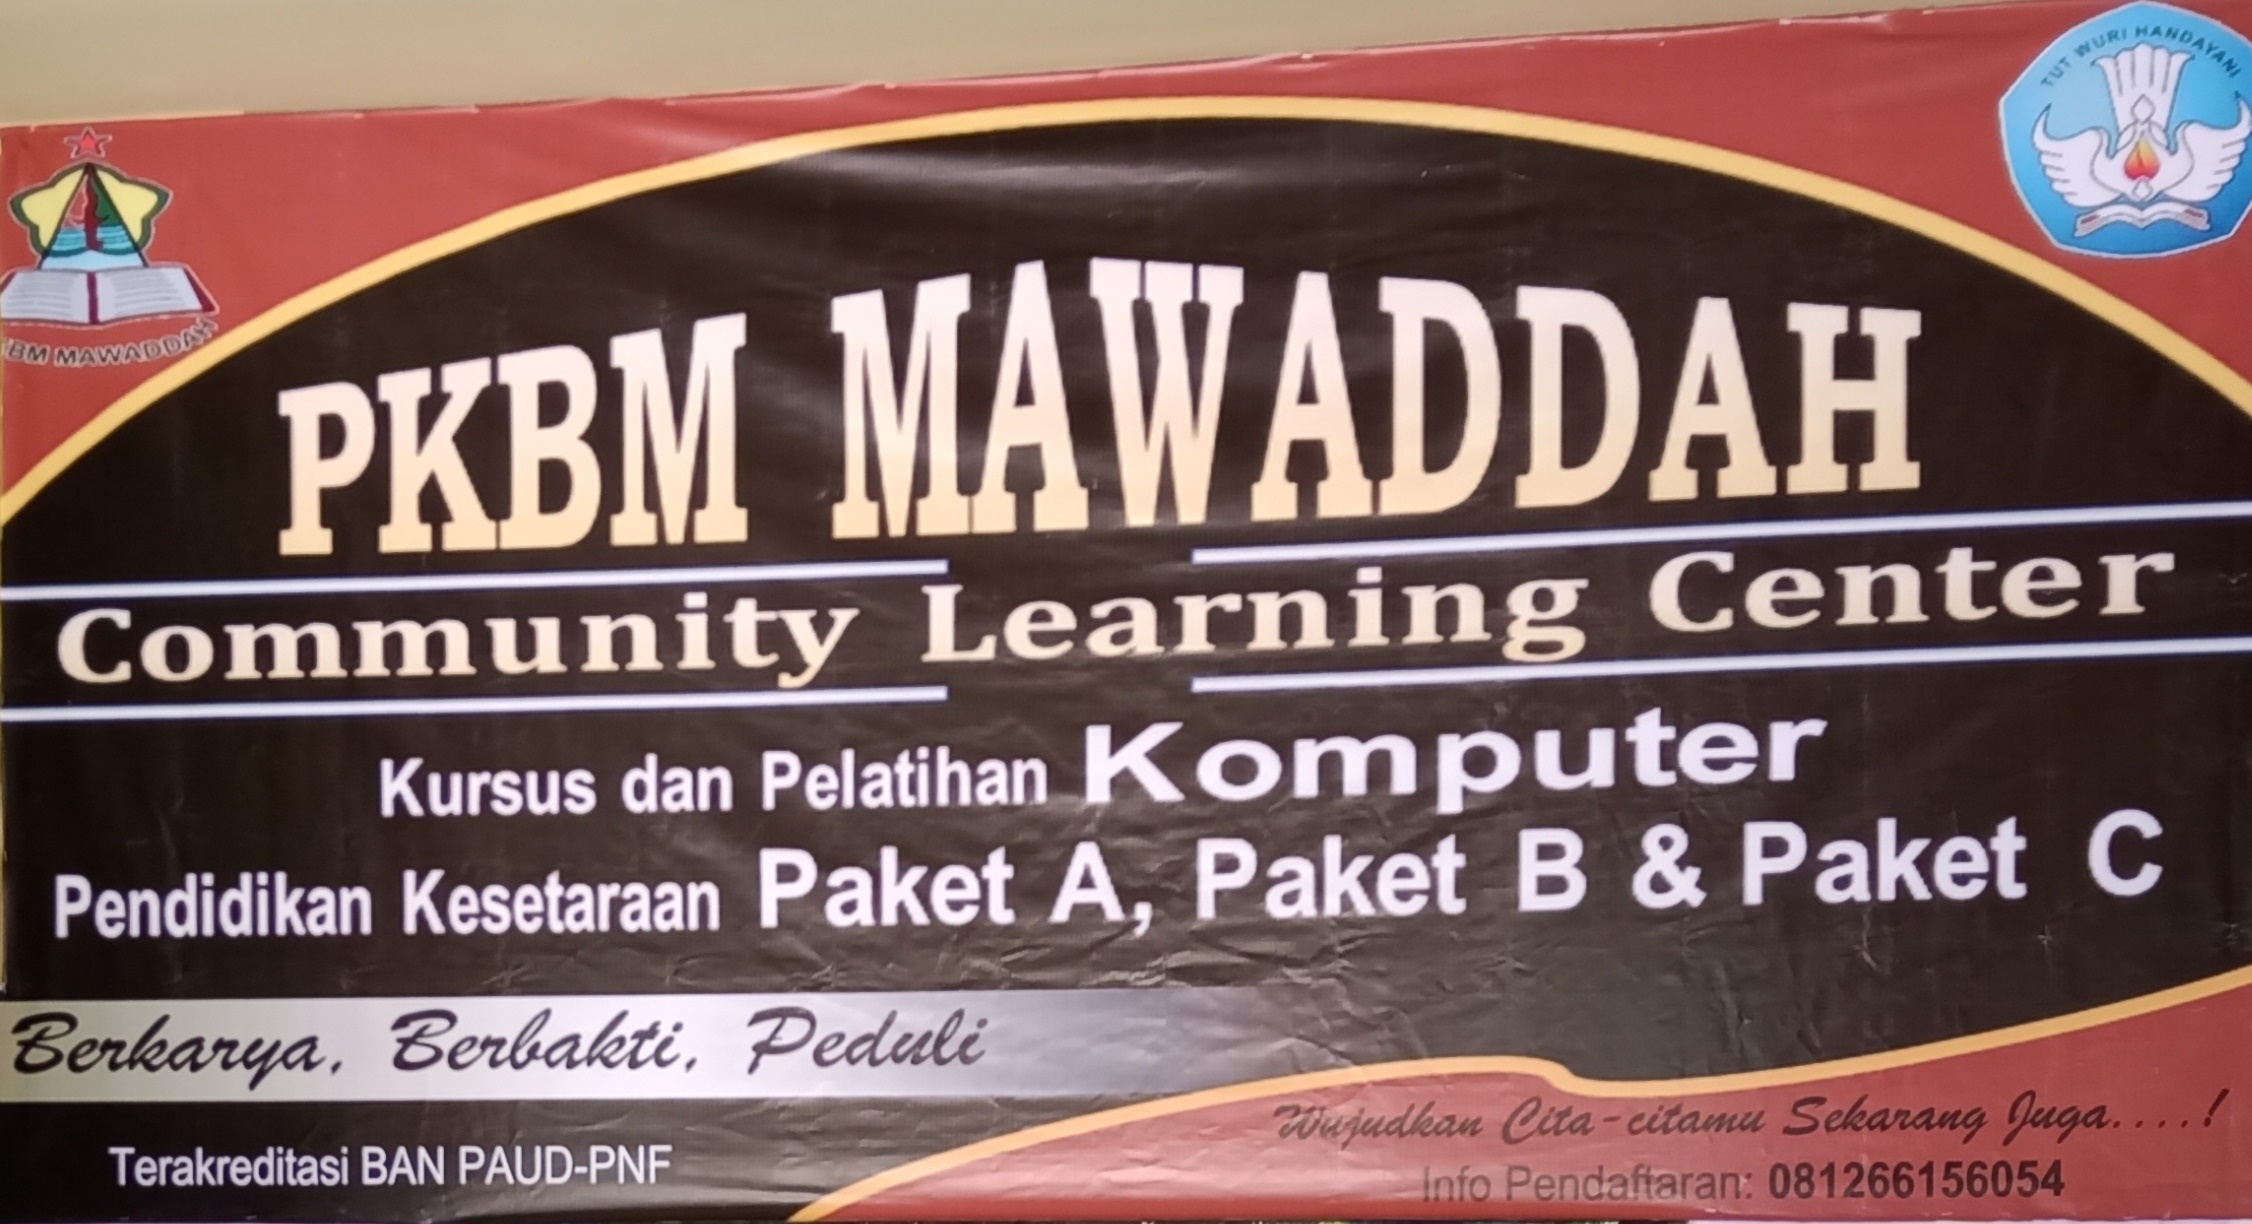 TUT WURI HANDAYANI
BM MAWADDAH
PKBM MAWADDAH
Community Learning Center
Kursus dan Pelatihan Komputer
Pendidikan Kesetaraan Paket A, Paket B & Paket C
Berkarya, Berbakti, Peduli
Wujudkan Cita-citamu Sekarang Juga....!
Terakreditasi BAN PAUD-PNF
Info Pendaftaran: 081266156054